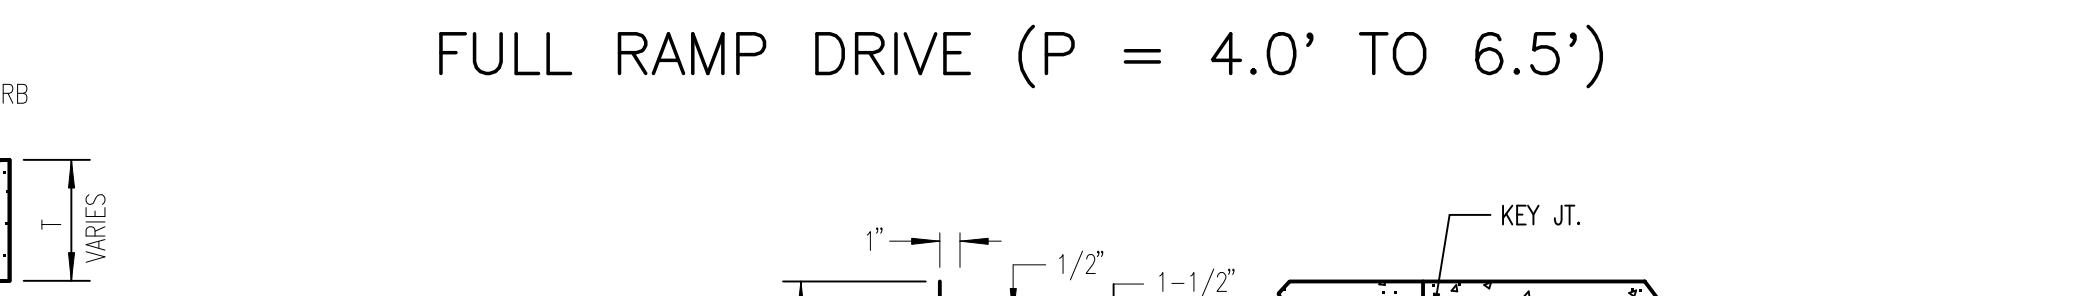 FULL RAMP DRIVE (P = 4.0' TO 6.5')
RB
T
VARIES
KEY JT.
1"
1/2"
1-1/2"